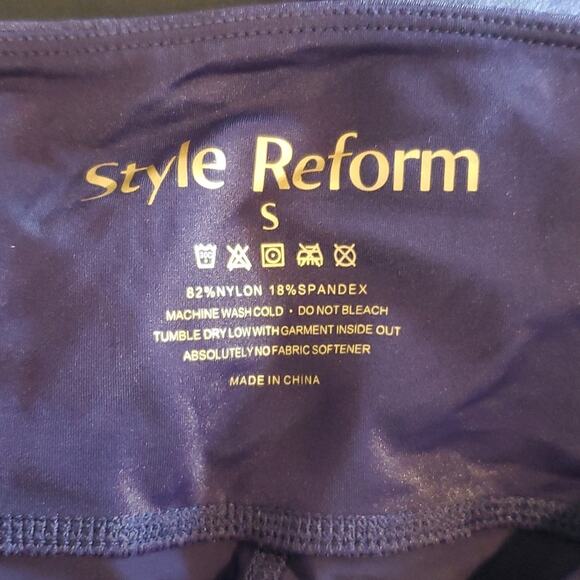 Style Reform
S
82%NYLON 18%SPANDEX
MACHINE WASH COLD · DO NOT BLEACH
TUMBLE DRY LOW WITH GARMENT INSIDE OUT
ABSOLUTELY NO FABRIC SOFTENER
MADE IN CHINA